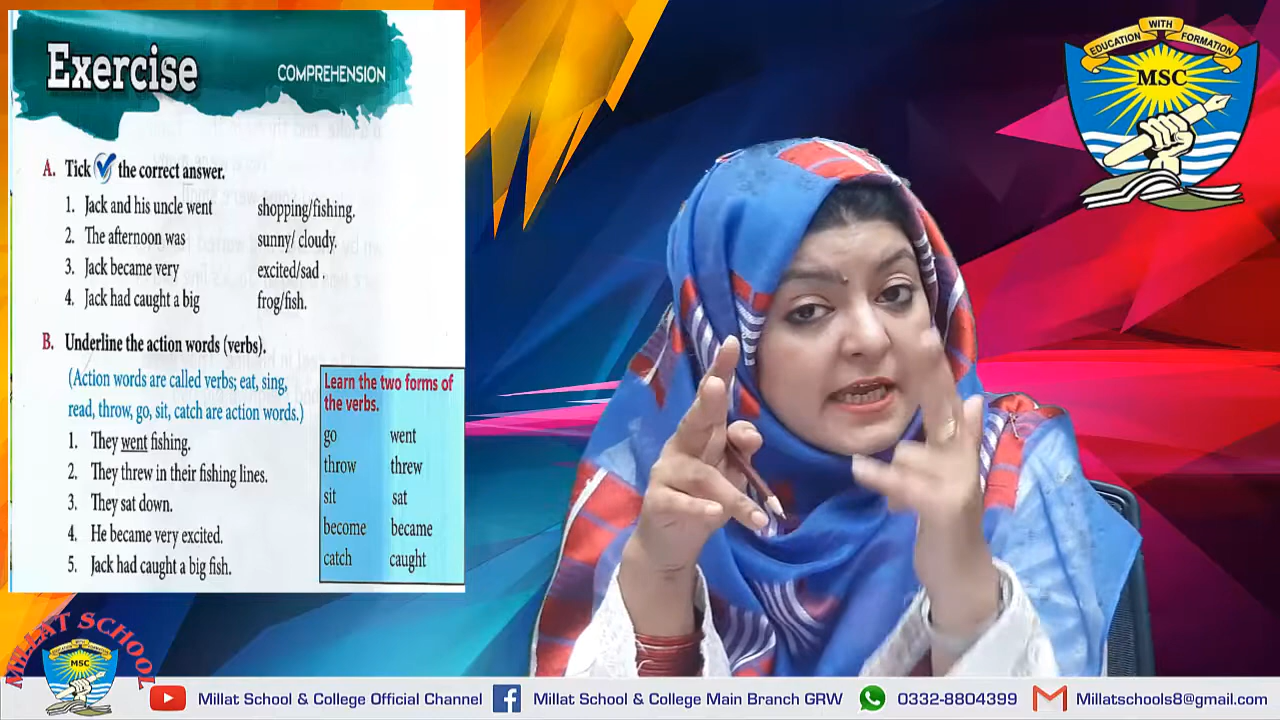 Exercise
COMPREHENSION
A. Tick the correct answer.
1. Jack and his uncle went shopping/fishing.
2. The afternoon was sunny/ cloudy.
3. Jack became very excited/sad .
4. Jack had caught a big frog/fish.
B. Underline the action words (verbs).
(Action words are called verbs; eat, sing,
read, throw, go, sit, catch are action words.)
1. They went fishing.
2. They threw in their fishing lines.
3. They sat down.
4. He became very excited.
5. Jack had caught a big fish.
Learn the two forms of
the verbs.
go went
throw threw
sit sat
become became
catch caught
EDUCATION WITH FORMATION
MSC
MILLAT SCHOOL
MSC
Millat School & College Official Channel
Millat School & College Main Branch GRW
0332-8804399
Millatschools8@gmail.com